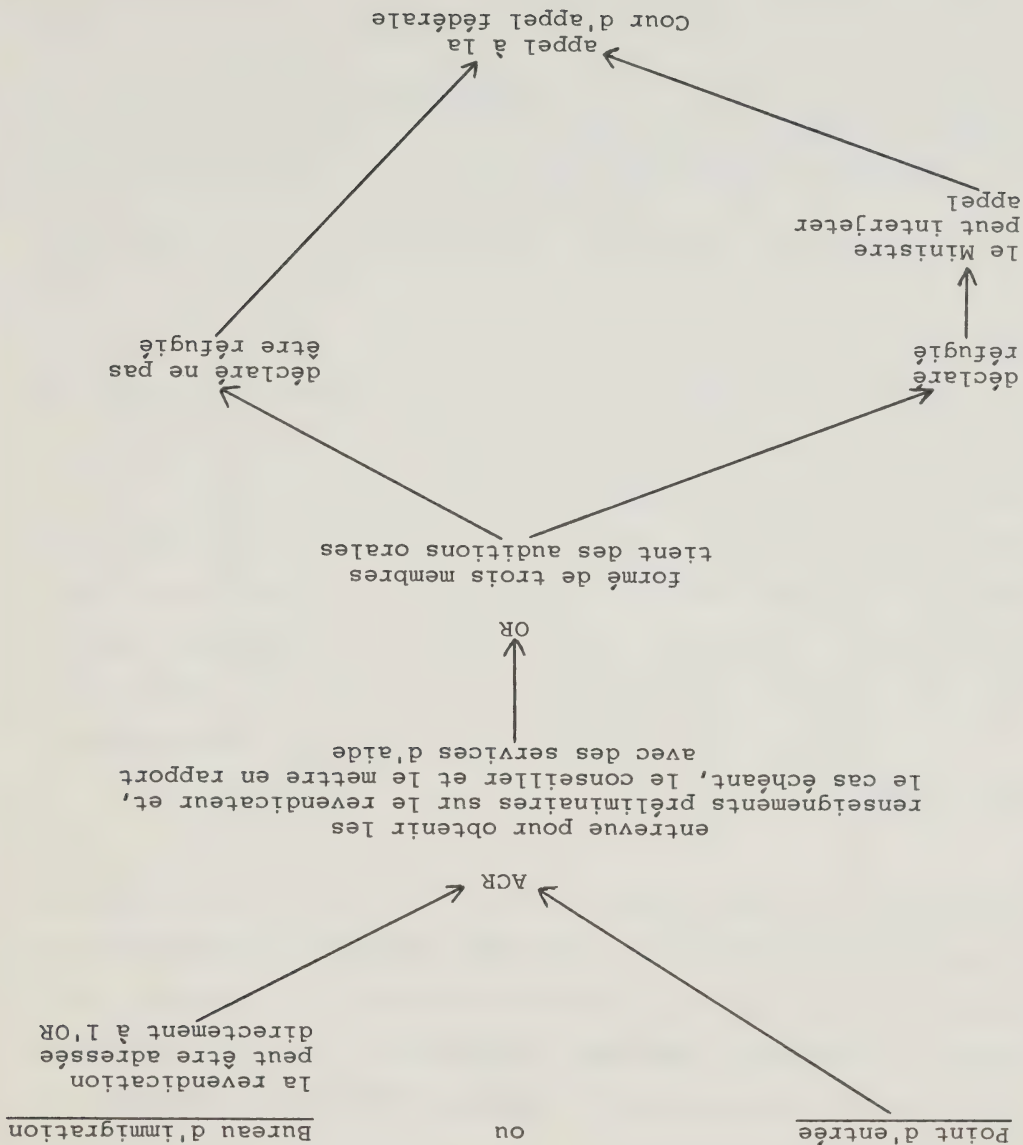 Point d'entrée ou Bureau d'immigration
la revendication
peut être adressée
directement à l'OR
ACR
entrevue pour obtenir les
renseignements préliminaires sur le revendicateur et,
le cas échéant, le conseiller et le mettre en rapport
avec des services d'aide
OR
formé de trois membres
tient des auditions orales
déclaré
réfugié
déclaré ne pas
être réfugié
le Ministre
peut interjeter
appel
appel à la
Cour d'appel fédérale